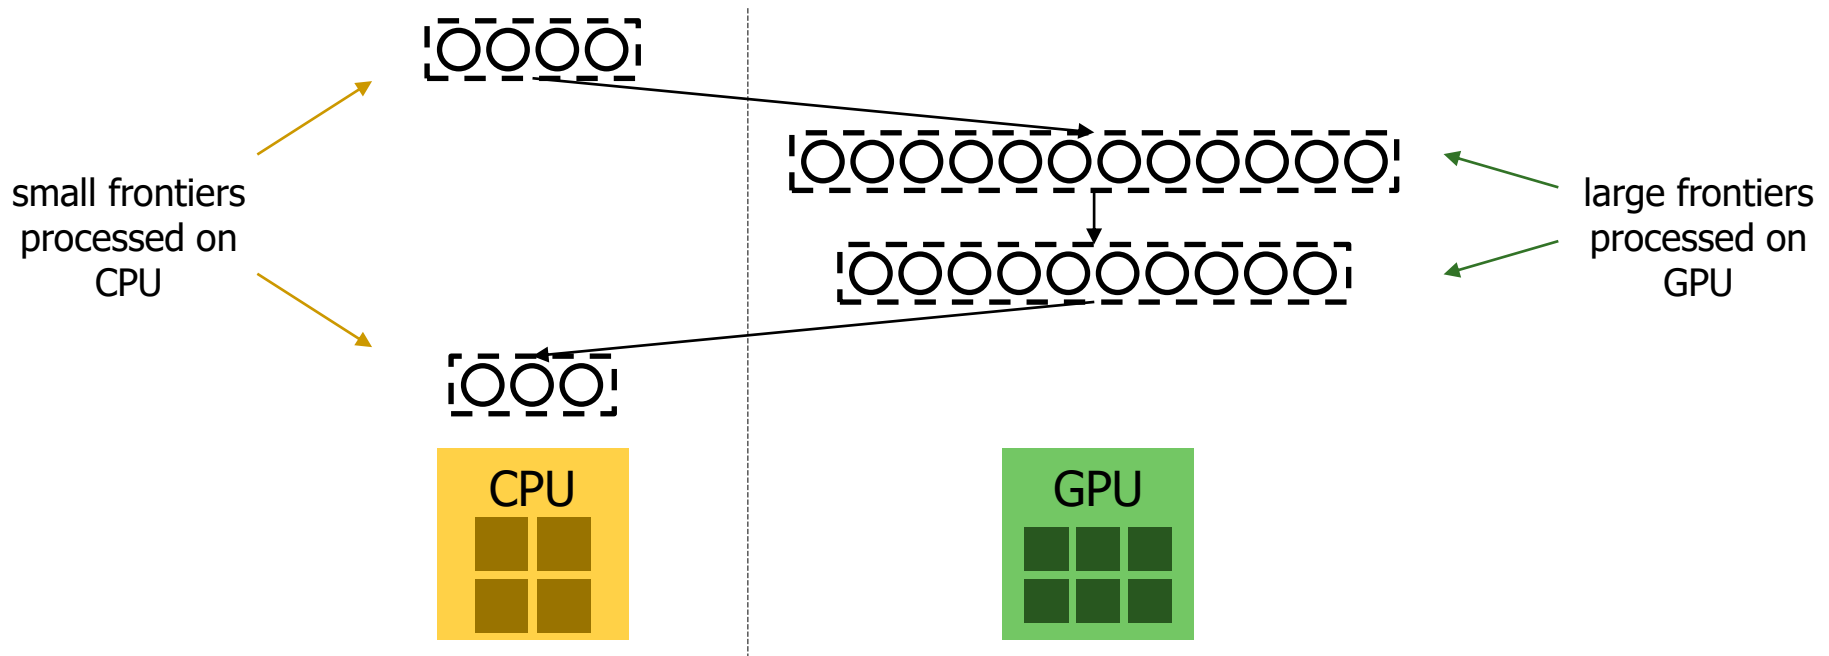 small frontiers
processed on
CPU
large frontiers
processed on
GPU
CPU
GPU